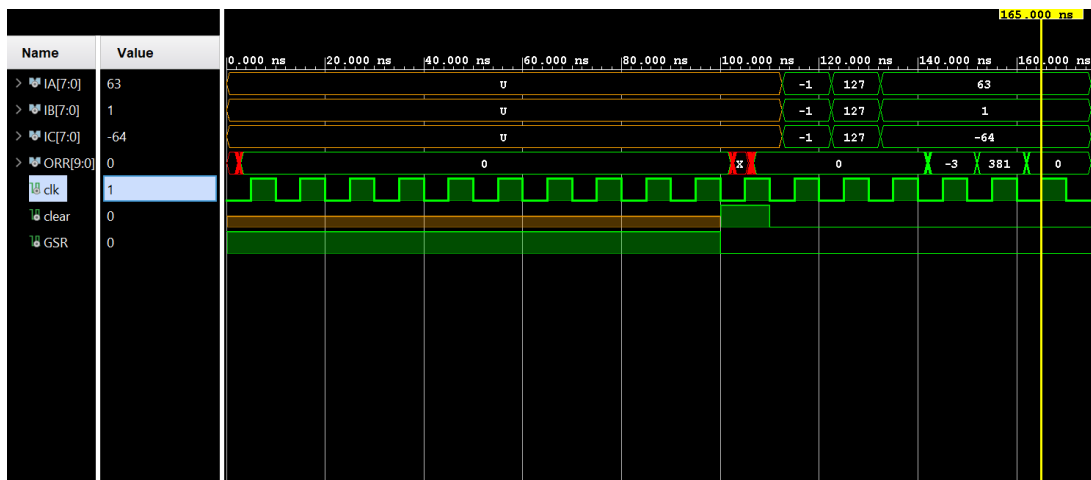 165.000 ns
Name Value
0.000 ns 20.000 ns 40.000 ns 60.000 ns 80.000 ns 100.000 ns 120.000 ns 140.000 ns 160.000 ns
IA[7:0] 63 U -1 127 63
IB[7:0] 1 U -1 127 1
IC[7:0] -64 U -1 127 -64
ORR[9:0] 0 0 X 0 -3 381 0
clk 1
clear 0
GSR 0